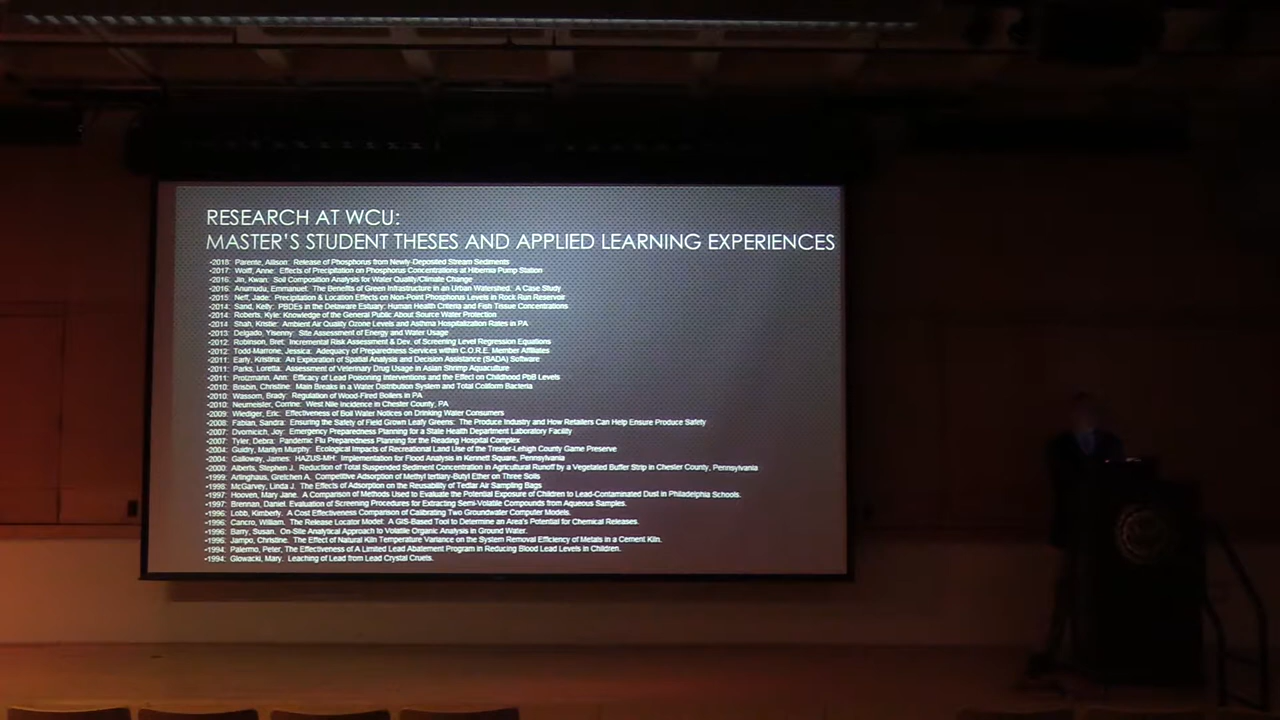 RESEARCH AT WCU:
MASTER'S STUDENT THESES AND APPLIED LEARNING EXPERIENCES
-2018: Parente, Allison: Release of Phosphorus from Newly-Deposited Stream Sediments
-2017: Wolff, Anne: Effects of Precipitation on Phosphorus Concentrations at Hibernia Pump Station
-2016: Jin, Kwan: Soil Composition Analysis for Water Quality/Climate Change
-2016: Anumudu, Emmanuel: The Benefits of Green Infrastructure in an Urban Watershed: A Case Study
-2015: Neff, Jade: Precipitation & Location Effects on Non-Point Phosphorus Levels in Rock Run Reservoir
-2014: Sand, Kelly: PBDEs in the Delaware Estuary: Human Health Criteria and Fish Tissue Concentrations
-2014: Roberts, Kyle: Knowledge of the General Public About Source Water Protection
-2014 Shah, Kristie: Ambient Air Quality Ozone Levels and Asthma Hospitalization Rates in PA
-2013: Delgado, Yisenny: Site Assessment of Energy and Water Usage
-2012: Robinson, Bret: Incremental Risk Assessment & Dev. of Screening Level Regression Equations
-2012: Todd-Marrone, Jessica: Adequacy of Preparedness Services within C.O.R.E. Member Affiliates
-2011: Early, Kristina: An Exploration of Spatial Analysis and Decision Assistance (SADA) Software
-2011: Parks, Loretta: Assessment of Veterinary Drug Usage in Asian Shrimp Aquaculture
-2011: Protzmann, Ann: Efficacy of Lead Poisoning Interventions and the Effect on Childhood PbB Levels
-2010: Brisbin, Christine: Main Breaks in a Water Distribution System and Total Coliform Bacteria
-2010: Wassom, Brady: Regulation of Wood-Fired Boilers in PA
-2010: Neumeister, Corrine: West Nile Incidence in Chester County, PA
-2009: Wiediger, Eric: Effectiveness of Boil Water Notices on Drinking Water Consumers
-2008: Fabian, Sandra: Ensuring the Safety of Field Grown Leafy Greens: The Produce Industry and How Retailers Can Help Ensure Produce Safety
-2007: Dvornicich, Joy: Emergency Preparedness Planning for a State Health Department Laboratory Facility
-2007: Tyler, Debra: Pandemic Flu Preparedness Planning for the Reading Hospital Complex
-2004: Guidry, Marilyn Murphy: Ecological Impacts of Recreational Land Use of the Trexler-Lehigh County Game Preserve
-2004: Galloway, James: HAZUS-MH: Implementation for Flood Analysis in Kennett Square, Pennsylvania
-2000: Alberts, Stephen J. Reduction of Total Suspended Sediment Concentration in Agricultural Runoff by a Vegetated Buffer Strip in Chester County, Pennsylvania
-1999: Arlinghaus, Gretchen A. Competitive Adsorption of Methyl tertiary-Butyl Ether on Three Soils
-1998: McGarvey, Linda J. The Effects of Adsorption on the Reusability of Tedlar Air Sampling Bags
-1997: Hooven, Mary Jane. A Comparison of Methods Used to Evaluate the Potential Exposure of Children to Lead-Contaminated Dust in Philadelphia Schools.
-1997: Brennan, Daniel. Evaluation of Screening Procedures for Extracting Semi-Volatile Compounds from Aqueous Samples.
-1996: Lobb, Kimberly. A Cost Effectiveness Comparison of Calibrating Two Groundwater Computer Models.
-1996: Cancro, William. The Release Locator Model: A GIS-Based Tool to Determine an Area's Potential for Chemical Releases.
-1996: Barry, Susan. On-Site Analytical Approach to Volatile Organic Analysis in Ground Water.
-1996: Jampo, Christine. The Effect of Natural Kiln Temperature Variance on the System Removal Efficiency of Metals in a Cement Kiln.
-1994: Palermo, Peter, The Effectiveness of A Limited Lead Abatement Program in Reducing Blood Lead Levels in Children.
-1994: Glowacki, Mary. Leaching of Lead from Lead Crystal Cruets.